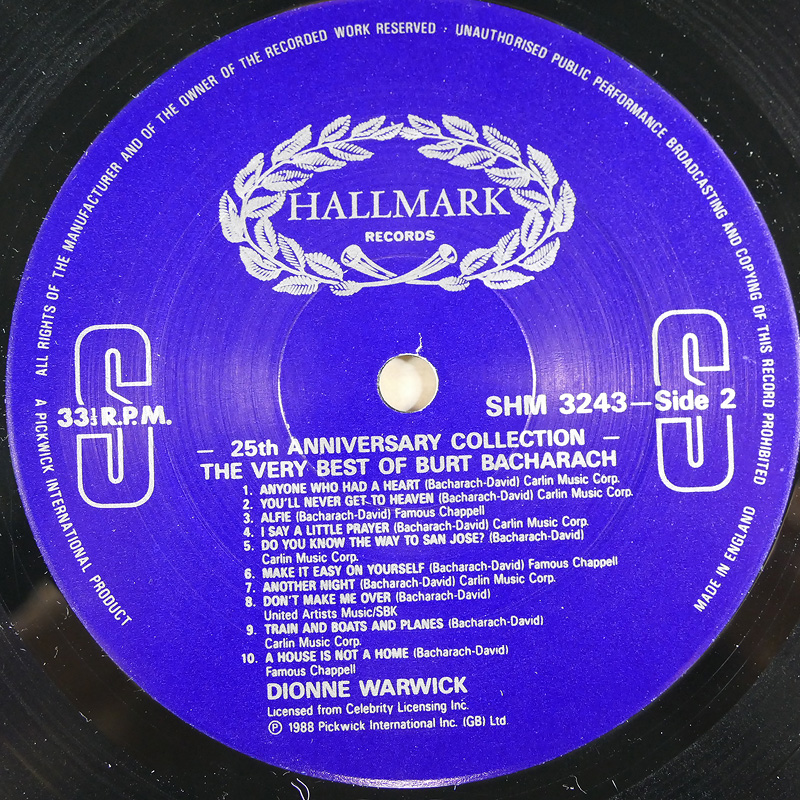 ALL RIGHTS OF THE MANUFACTURER AND OF THE OWNER OF THE RECORDED WORK RESERVED · UNAUTHORISED PUBLIC PERFORMANCE BROADCASTING AND COPYING OF THIS RECORD PROHIBITED
HALLMARK
RECORDS
S S
33⅓ R.P.M.
SHM 3243—Side 2
— 25th ANNIVERSARY COLLECTION —
THE VERY BEST OF BURT BACHARACH
1. ANYONE WHO HAD A HEART (Bacharach-David) Carlin Music Corp.
2. YOU'LL NEVER GET TO HEAVEN (Bacharach-David) Carlin Music Corp.
3. ALFIE (Bacharach-David) Famous Chappell
4. I SAY A LITTLE PRAYER (Bacharach-David) Carlin Music Corp.
5. DO YOU KNOW THE WAY TO SAN JOSE? (Bacharach-David)
Carlin Music Corp.
6. MAKE IT EASY ON YOURSELF (Bacharach-David) Famous Chappell
7. ANOTHER NIGHT (Bacharach-David) Carlin Music Corp.
8. DON'T MAKE ME OVER (Bacharach-David)
United Artists Music/SBK
9. TRAIN AND BOATS AND PLANES (Bacharach-David)
Carlin Music Corp.
10. A HOUSE IS NOT A HOME (Bacharach-David)
Famous Chappell
DIONNE WARWICK
Licensed from Celebrity Licensing Inc.
Ⓟ 1988 Pickwick International Inc. (GB) Ltd.
A PICKWICK INTERNATIONAL PRODUCT
MADE IN ENGLAND